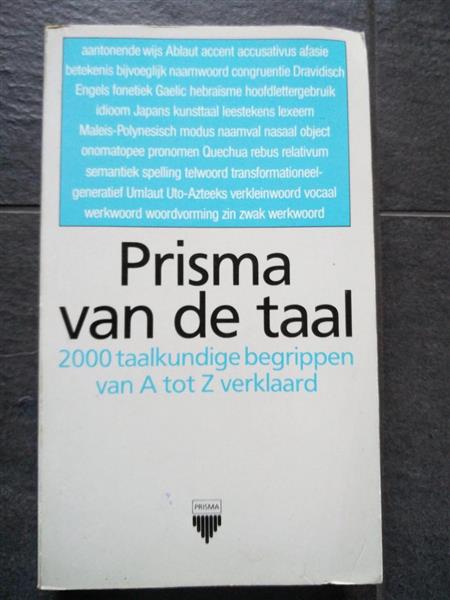 aantonende wijs Ablaut accent accusativus afasie
betekenis bijvoeglijk naamwoord congruentie Dravidisch
Engels fonetiek Gaelic hebraïsme hoofdlettergebruik
idioom Japans kunsttaal leestekens lexeem
Maleis-Polynesisch modus naamval nasaal object
onomatopee pronomen Quechua rebus relativum
semantiek spelling telwoord transformationeel-
generatief Umlaut Uto-Azteeks verkleinwoord vocaal
werkwoord woordvorming zin zwak werkwoord
Prisma
van de taal
2000 taalkundige begrippen
van A tot Z verklaard
PRISMA